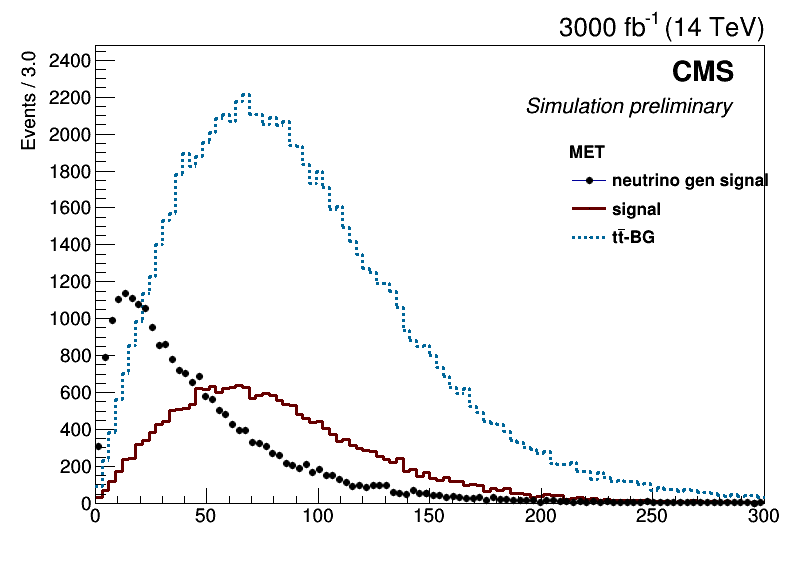 3000 fb-1 (14 TeV)
Events / 3.0
2400
2200
2000
1800
1600
1400
1200
1000
800
600
400
200
0
CMS
Simulation preliminary
MET
neutrino gen signal
signal
tt̄-BG
0 50 100 150 200 250 300